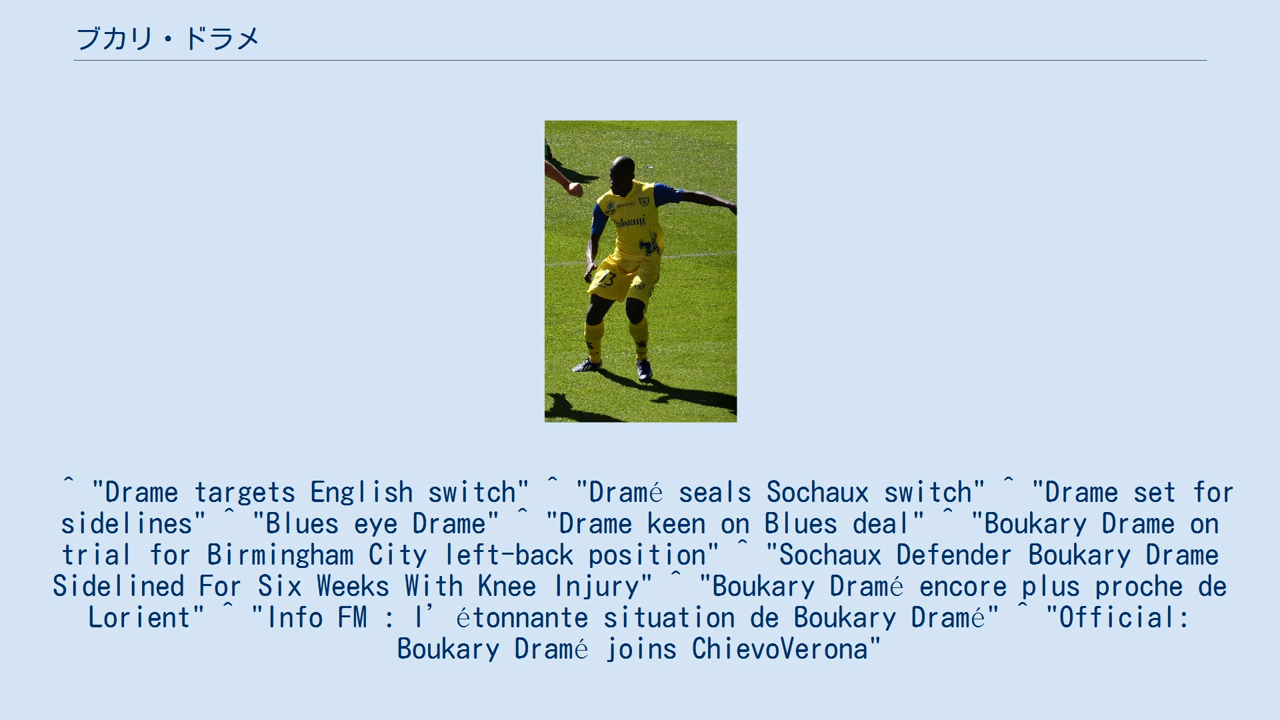 ブカリ・ドラメ
^ "Drame targets English switch" ^ "Dramé seals Sochaux switch" ^ "Drame set for
sidelines" ^ "Blues eye Drame" ^ "Drame keen on Blues deal" ^ "Boukary Drame on
trial for Birmingham City left-back position" ^ "Sochaux Defender Boukary Drame
Sidelined For Six Weeks With Knee Injury" ^ "Boukary Dramé encore plus proche de
Lorient" ^ "Info FM : l’étonnante situation de Boukary Dramé" ^ "Official:
Boukary Dramé joins ChievoVerona"